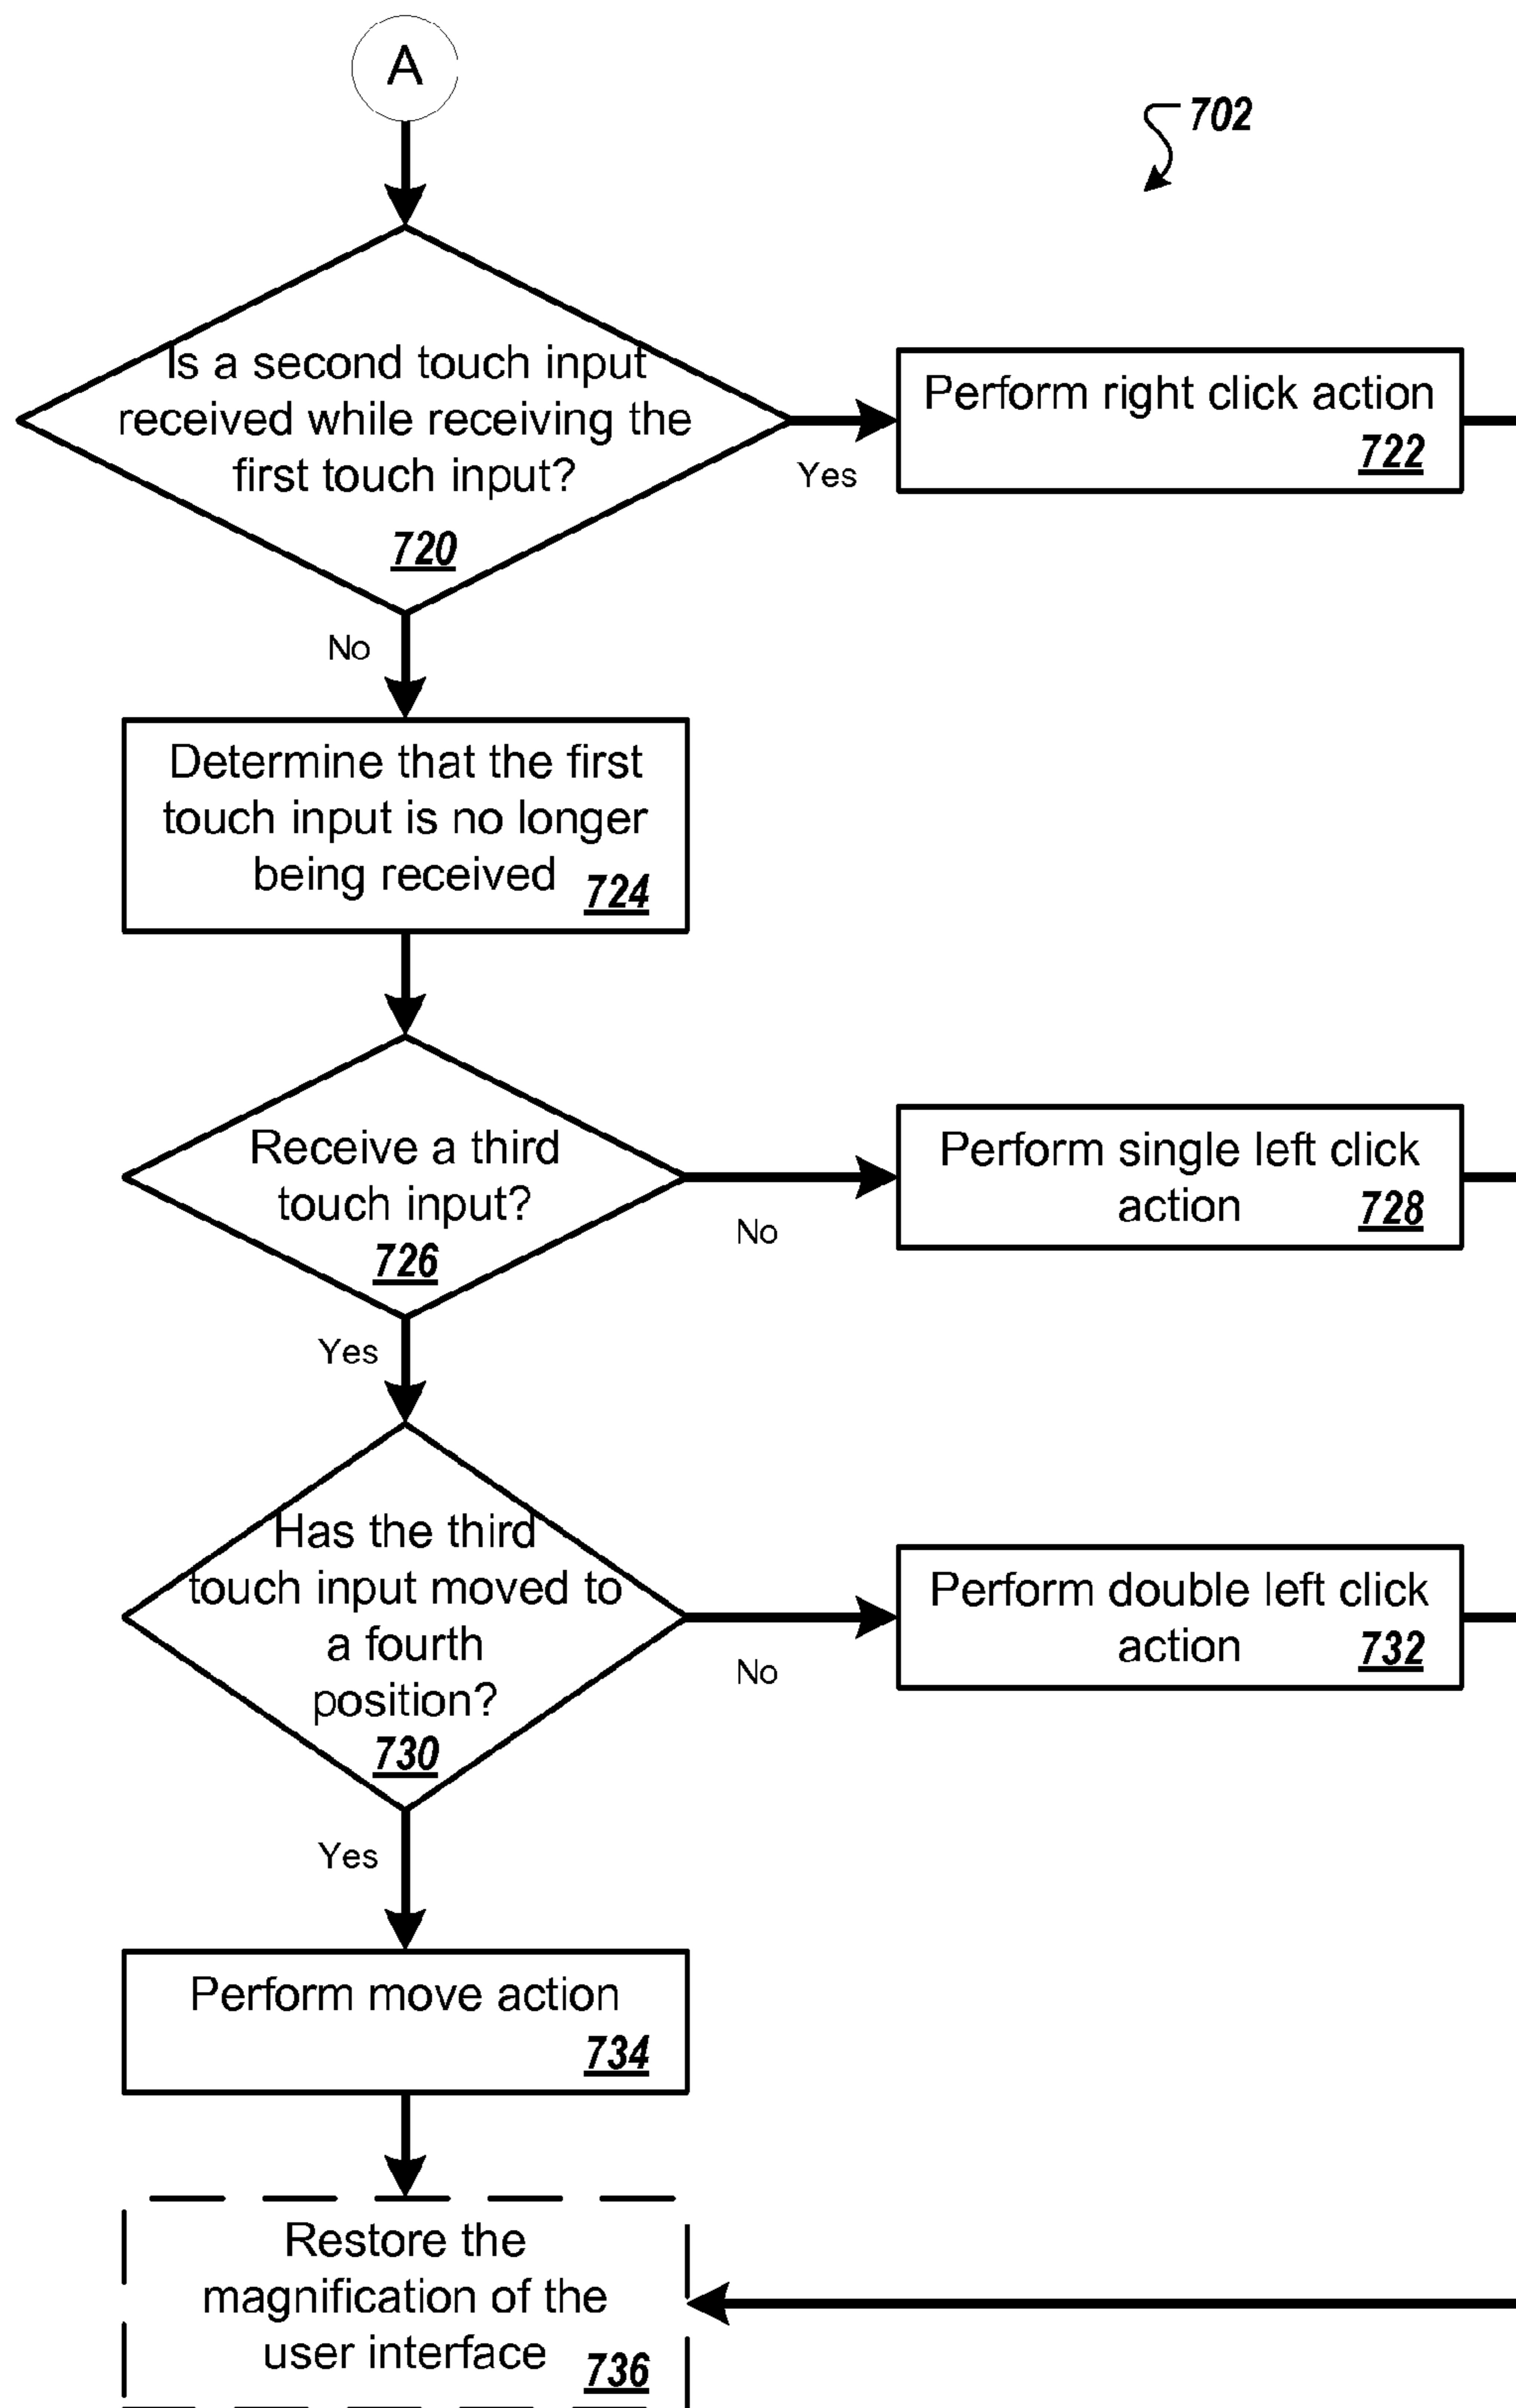 A
702
Is a second touch input
received while receiving the
first touch input?
720
Yes
Perform right click action
722
No
Determine that the first
touch input is no longer
being received 724
Receive a third
touch input?
726
No
Perform single left click
action 728
Yes
Has the third
touch input moved to
a fourth
position?
730
No
Perform double left click
action 732
Yes
Perform move action
734
Restore the
magnification of the
user interface 736